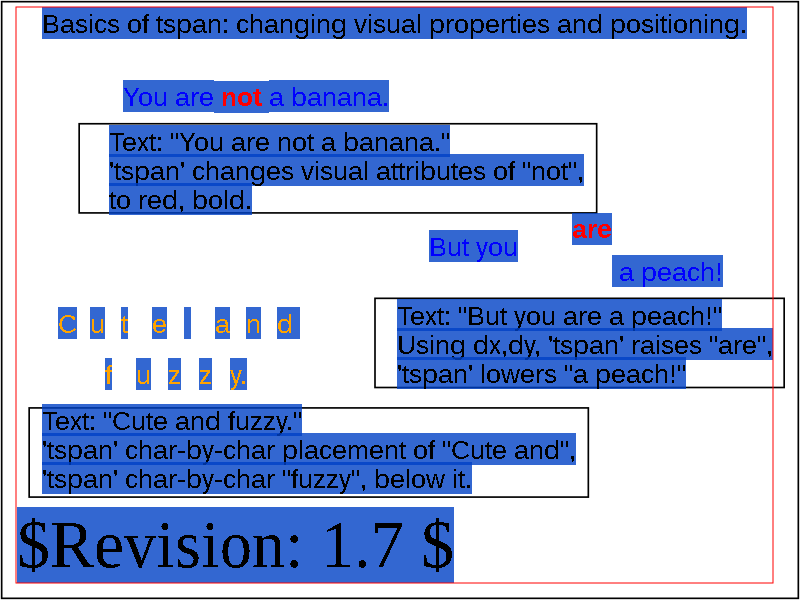 Basics of tspan: changing visual properties and positioning.
You are not a banana.
Text: "You are not a banana."
'tspan' changes visual attributes of "not",
to red, bold.
But you are a peach!
Text: "But you are a peach!"
Using dx,dy, 'tspan' raises "are",
'tspan' lowers "a peach!"
Cute and
fuzzy.
Text: "Cute and fuzzy."
'tspan' char-by-char placement of "Cute and",
'tspan' char-by-char "fuzzy", below it.
$Revision: 1.7 $